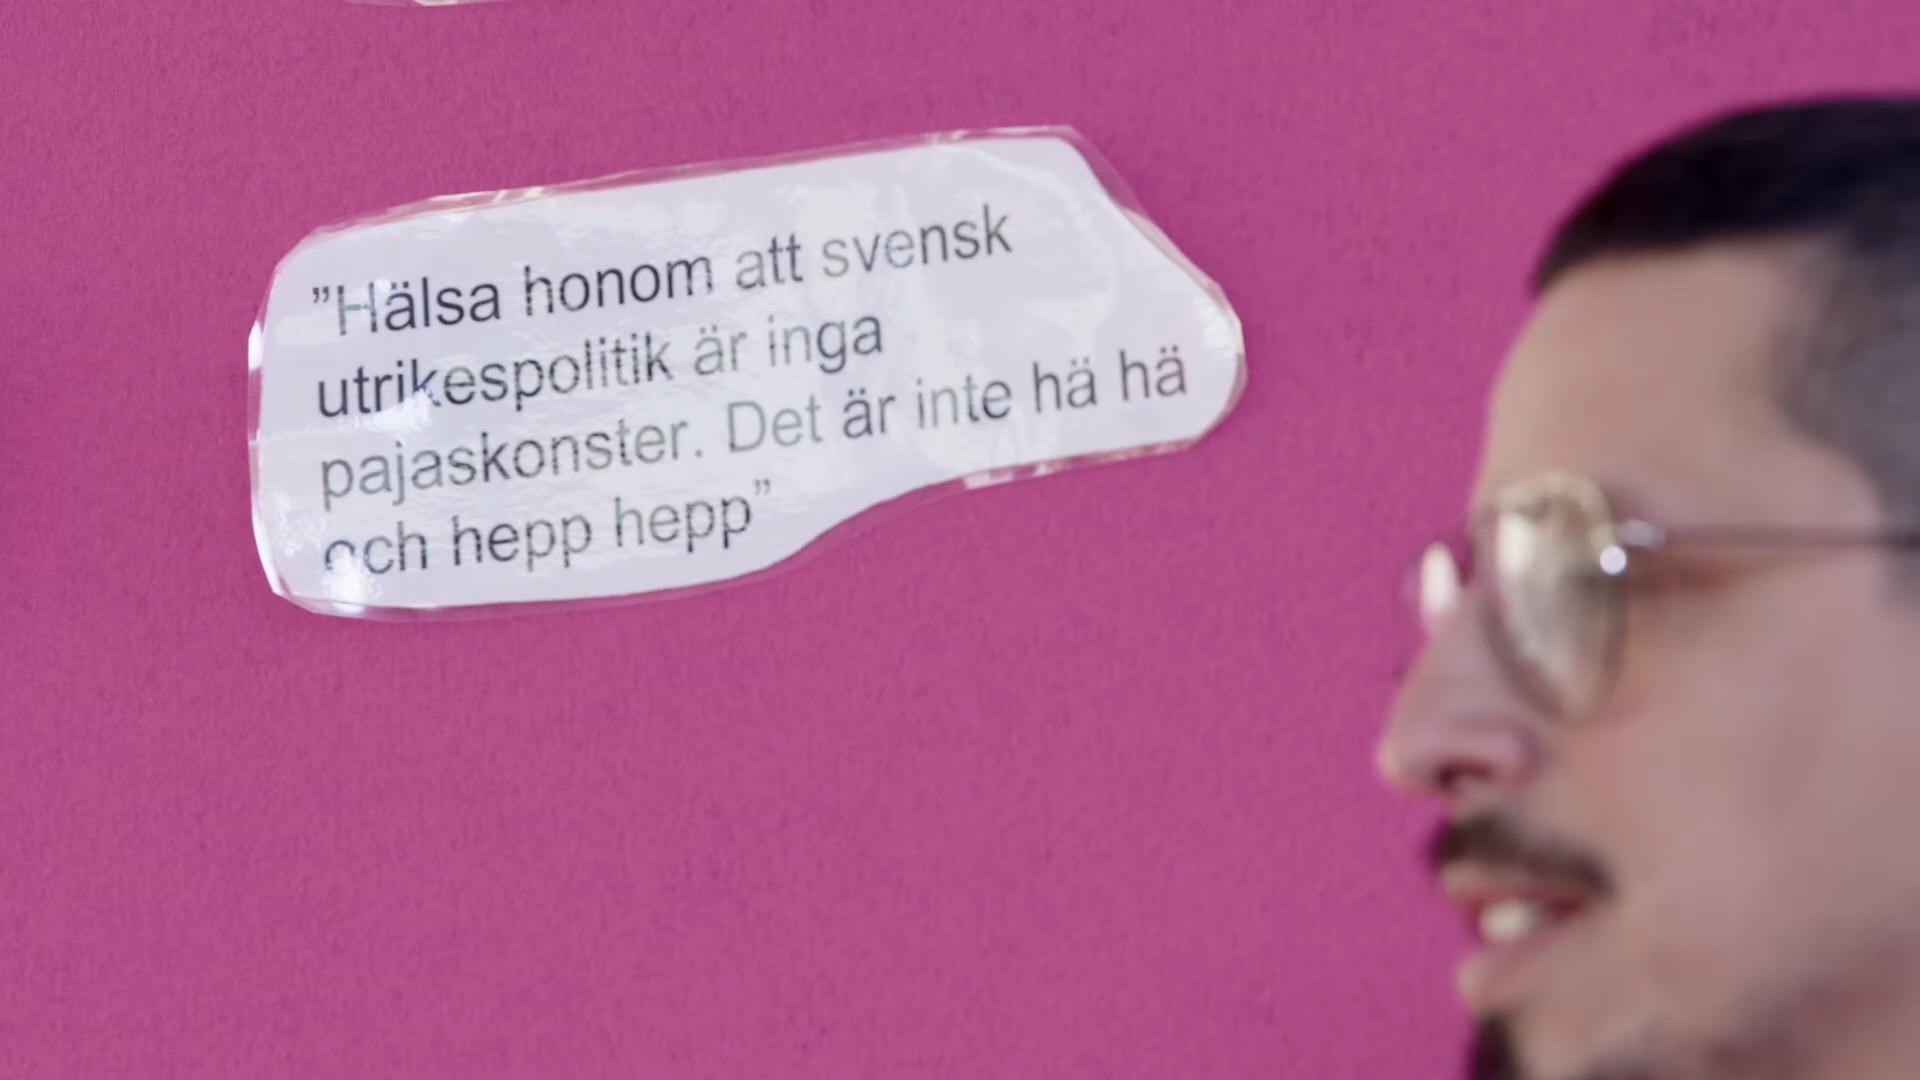 ”Hälsa honom att svensk
utrikespolitik är inga
pajaskonster. Det är inte hä hä
och hepp hepp”